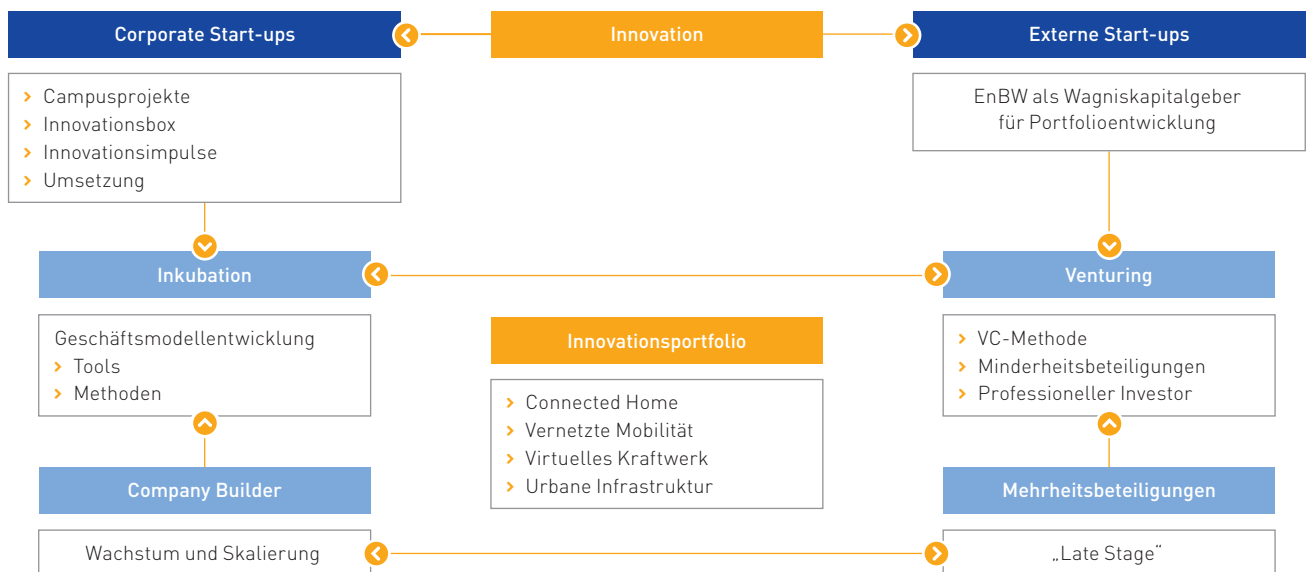 Corporate Start-ups
Innovation
Externe Start-ups
Campusprojekte
Innovationsbox
Innovationsimpulse
Umsetzung
EnBW als Wagniskapitalgeber
für Portfolioentwicklung
Inkubation
Venturing
Geschäftsmodellentwicklung
Tools
Methoden
Innovationsportfolio
Connected Home
Vernetzte Mobilität
Virtuelles Kraftwerk
Urbane Infrastruktur
VC-Methode
Minderheitsbeteiligungen
Professioneller Investor
Company Builder
Mehrheitsbeteiligungen
Wachstum und Skalierung
„Late Stage“